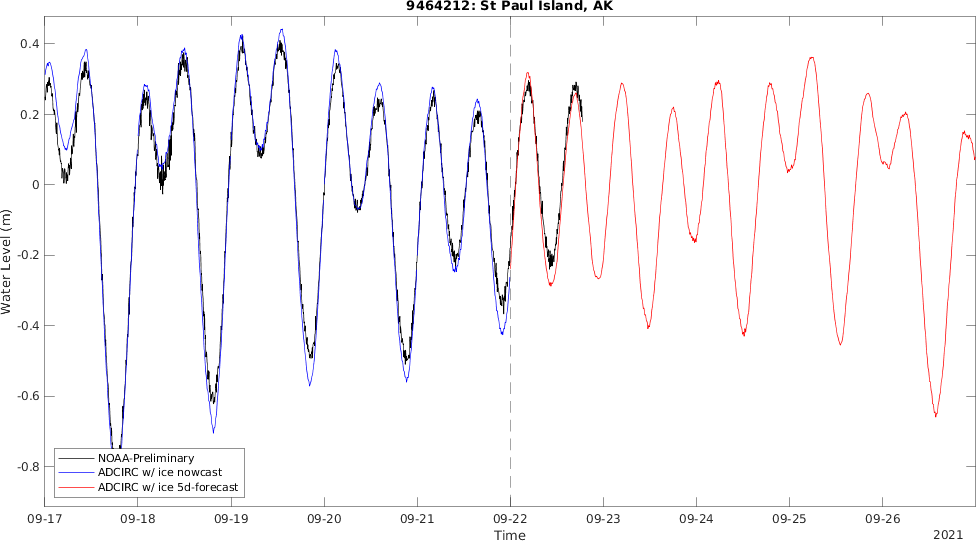 9464212: St Paul Island, AK
0.4
0.2
0
-0.2
-0.4
-0.6
-0.8
Water Level (m)
NOAA-Preliminary
ADCIRC w/ ice nowcast
ADCIRC w/ ice 5d-forecast
09-17 09-18 09-19 09-20 09-21 09-22 09-23 09-24 09-25 09-26
Time
2021